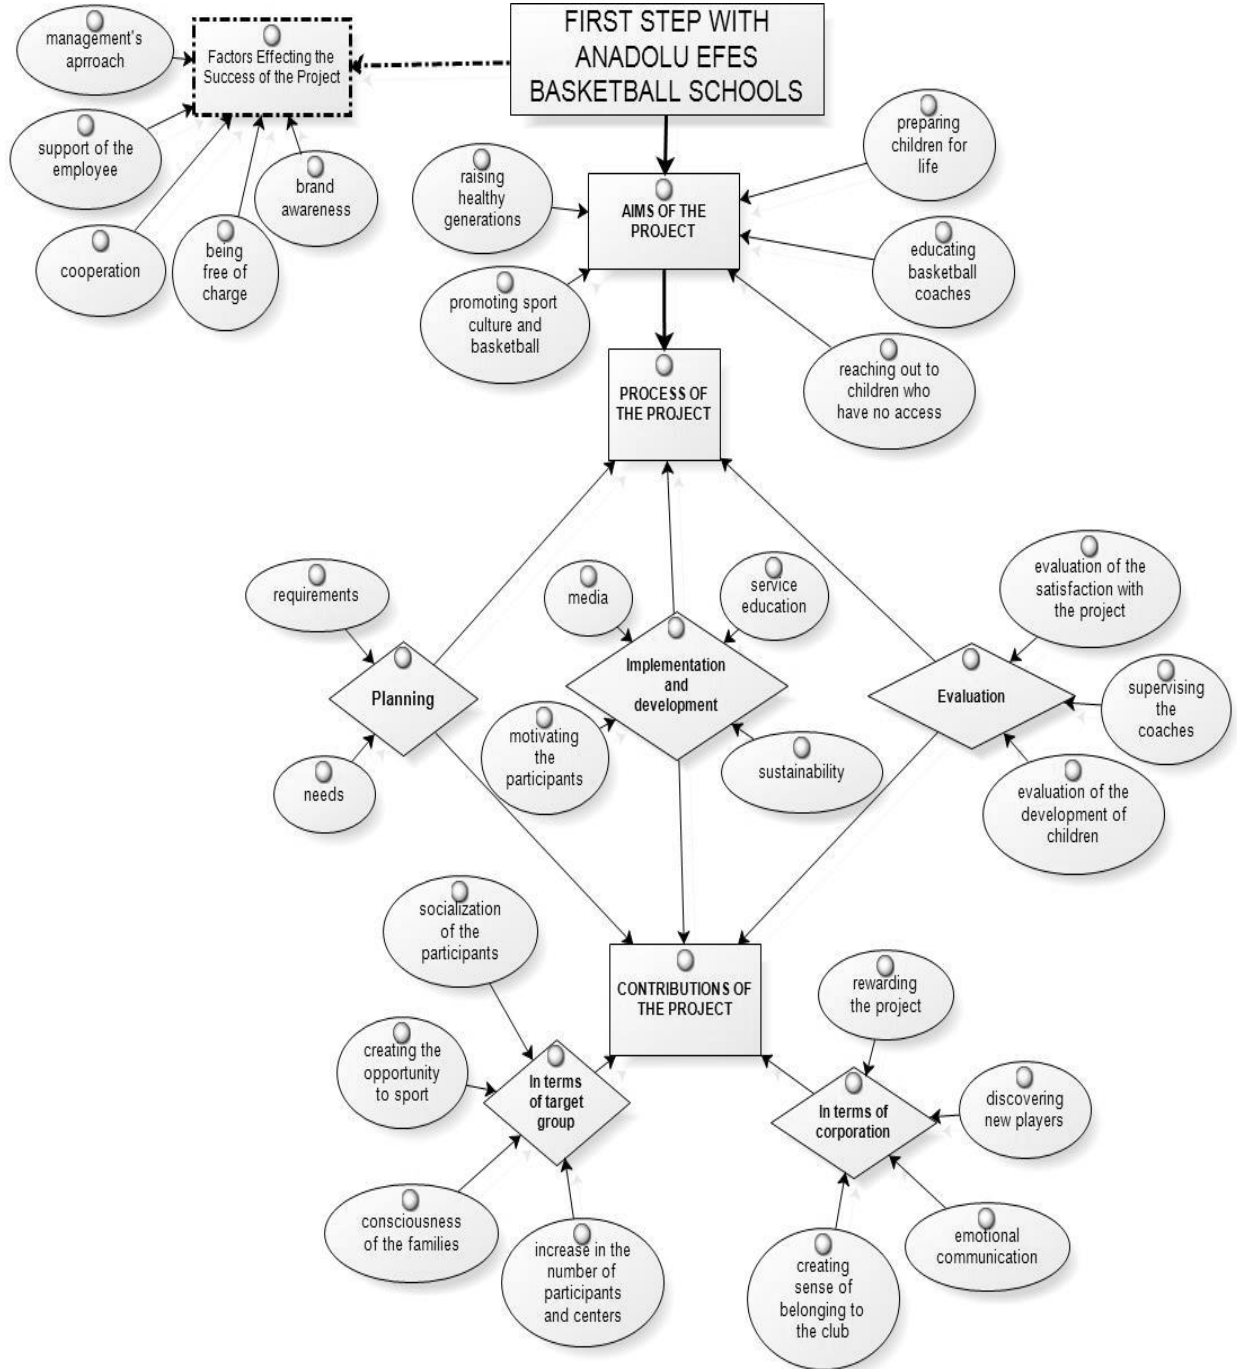 FIRST STEP WITH
ANADOLU EFES
BASKETBALL SCHOOLS
management's
aprroach
Factors Effecting the
Success of the Project
support of the
employee
brand
awareness
cooperation
being
free of
charge
preparing
children for
life
raising
healthy
generations
AIMS OF THE
PROJECT
educating
basketball
coaches
promoting sport
culture and
basketball
reaching out to
children who
have no access
PROCESS OF
THE PROJECT
requirements
media
service
education
evaluation of the
satisfaction with
the project
Planning
Implementation
and
development
Evaluation
supervising
the
coaches
needs
motivating
the
participants
sustainability
evaluation of the
development of
children
socialization
of the
participants
CONTRIBUTIONS OF
THE PROJECT
rewarding
the project
creating the
opportunity
to sport
In terms
of target
group
In terms of
corporation
discovering
new players
consciousness
of the families
increase in the
number of
participants
and centers
creating
sense of
belonging to
the club
emotional
communication